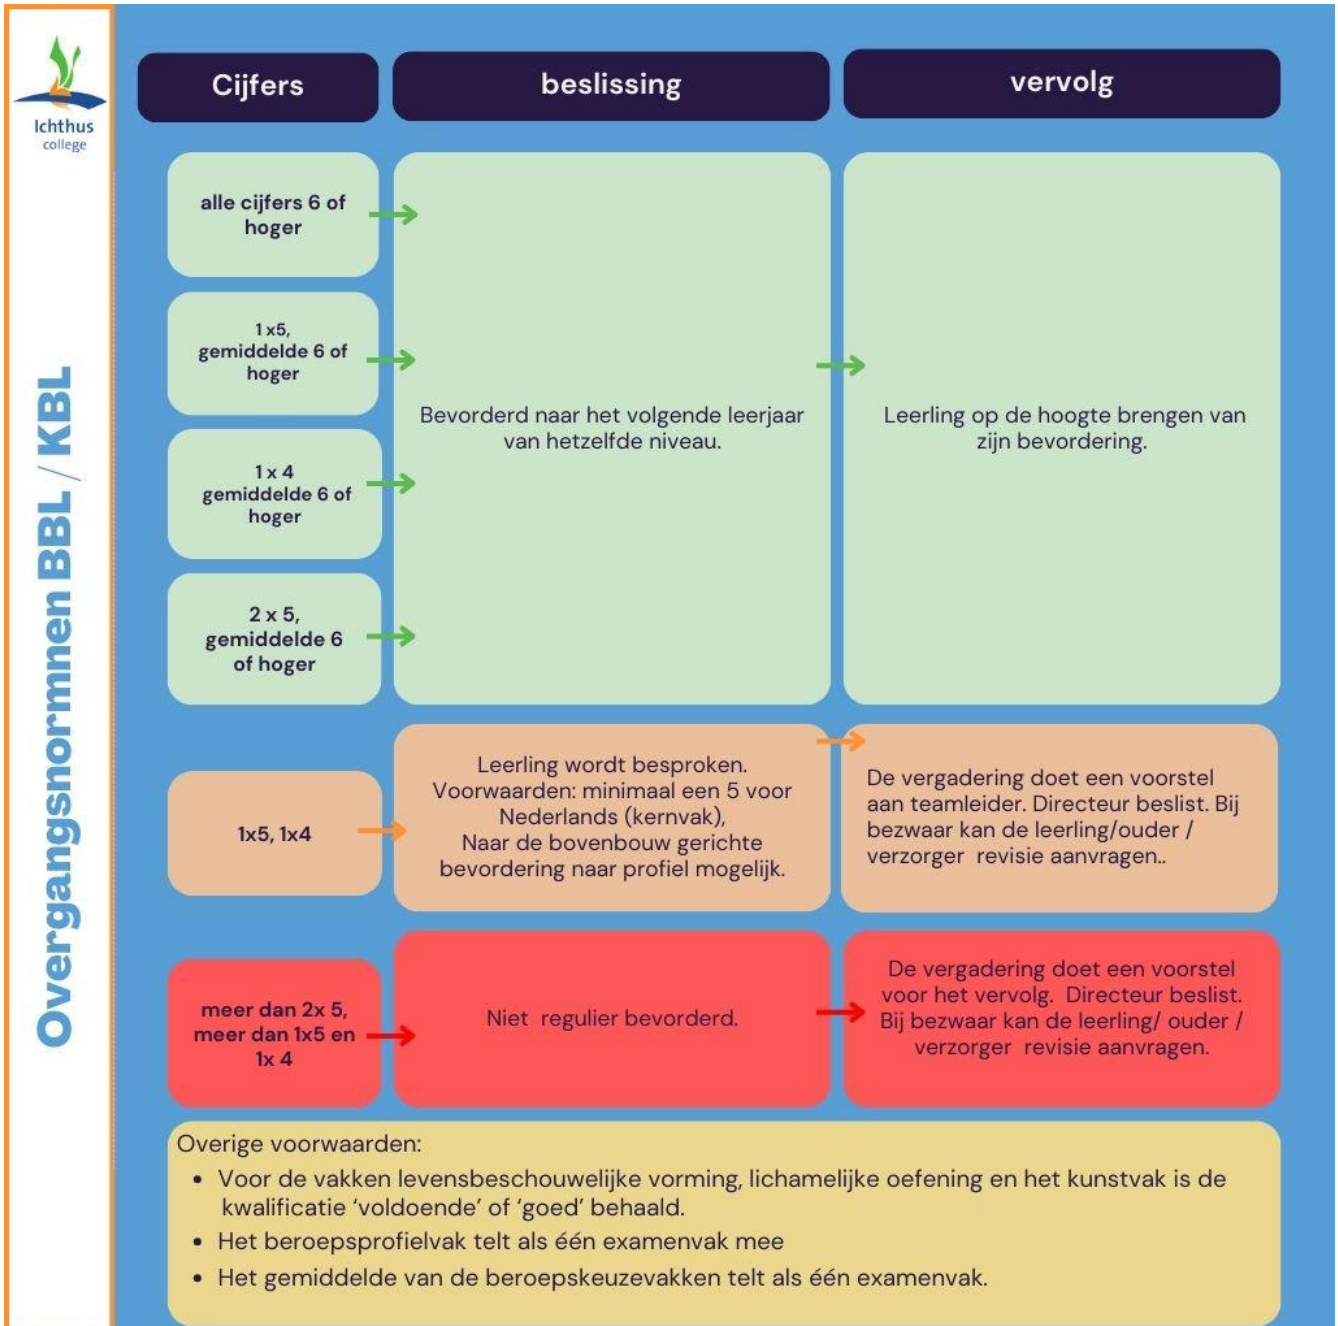 Ichthus
college
Overgangsnormnen BBL / KBL
Cijfers
beslissing
vervolg
alle cijfers 6 of
hoger
1 x5,
gemiddelde 6 of
hoger
1 x 4
gemiddelde 6 of
hoger
2 x 5,
gemiddelde 6
of hoger
Bevorderd naar het volgende leerjaar
van hetzelfde niveau.
Leerling op de hoogte brengen van
zijn bevordering.
1x5, 1x4
Leerling wordt besproken.
Voorwaarden: minimaal een 5 voor
Nederlands (kernvak),
Naar de bovenbouw gerichte
bevordering naar profiel mogelijk.
De vergadering doet een voorstel
aan teamleider. Directeur beslist. Bij
bezwaar kan de leerling/ouder /
verzorger revisie aanvragen..
meer dan 2x 5,
meer dan 1x5 en
1x 4
Niet regulier bevorderd.
De vergadering doet een voorstel
voor het vervolg. Directeur beslist.
Bij bezwaar kan de leerling/ ouder /
verzorger revisie aanvragen.
Overige voorwaarden:
• Voor de vakken levensbeschouwelijke vorming, lichamelijke oefening en het kunstvak is de
kwalificatie ‘voldoende’ of ‘goed’ behaald.
• Het beroepsprofielvak telt als één examenvak mee
• Het gemiddelde van de beroepskeuzevakken telt als één examenvak.